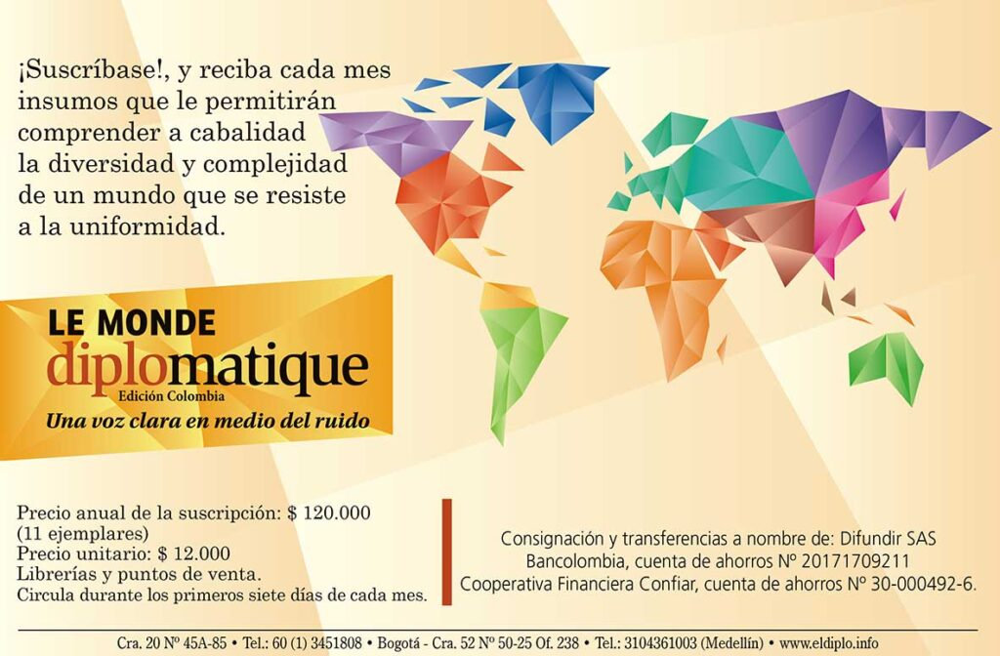 ¡Suscríbase!, y reciba cada mes
insumos que le permitirán
comprender a cabalidad
la diversidad y complejidad
de un mundo que se resiste
a la uniformidad.
LE MONDE
diplomatique
Edición Colombia
Una voz clara en medio del ruido
Precio anual de la suscripción: $ 120.000
(11 ejemplares)
Precio unitario: $ 12.000
Librerías y puntos de venta.
Circula durante los primeros siete días de cada mes.
Consignación y transferencias a nombre de: Difundir SAS
Bancolombia, cuenta de ahorros Nº 20171709211
Cooperativa Financiera Confiar, cuenta de ahorros Nº 30-000492-6.
Cra. 20 Nº 45A-85 • Tel.: 60 (1) 3451808 • Bogotá - Cra. 52 Nº 50-25 Of. 238 • Tel.: 3104361003 (Medellín) • www.eldiplo.info